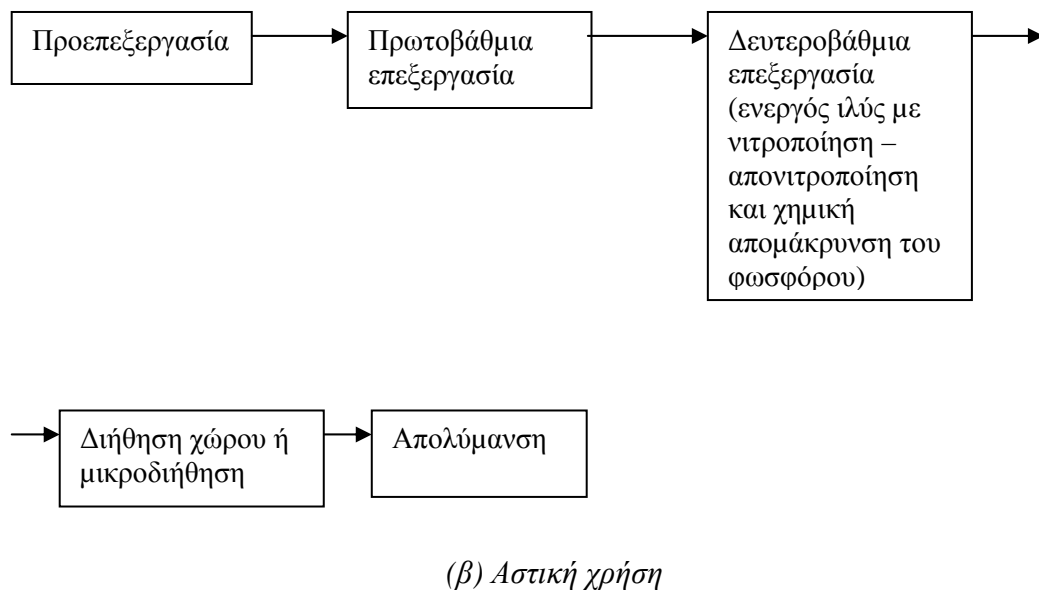 Προεπεξεργασία
Πρωτοβάθμια
επεξεργασία
Δευτεροβάθμια
επεξεργασία
(ενεργός ιλύς με
νιτροποίηση –
απονιτροποίηση
και χημική
απομάκρυνση του
φωσφόρου)
Διήθηση χώρου ή
μικροδιήθηση
Απολύμανση
(β) Αστική χρήση